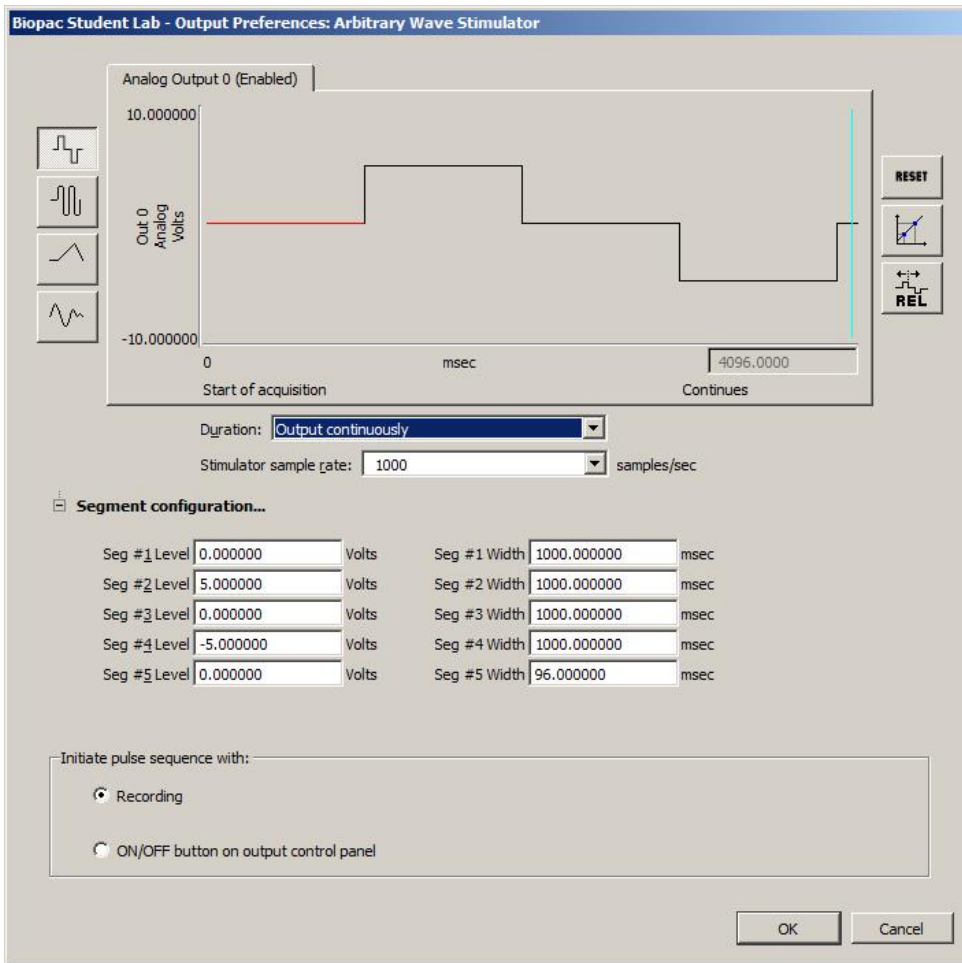 Biopac Student Lab - Output Preferences: Arbitrary Wave Stimulator
Analog Output 0 (Enabled)
10.000000
Out 0
Analog
Volts
-10.000000
0 msec 4096.0000
Start of acquisition Continues
RESET
REL
Duration: Output continuously
Stimulator sample rate: 1000 samples/sec
Segment configuration...
Seg #1 Level 0.000000 Volts Seg #1 Width 1000.000000 msec
Seg #2 Level 5.000000 Volts Seg #2 Width 1000.000000 msec
Seg #3 Level 0.000000 Volts Seg #3 Width 1000.000000 msec
Seg #4 Level -5.000000 Volts Seg #4 Width 1000.000000 msec
Seg #5 Level 0.000000 Volts Seg #5 Width 96.000000 msec
Initiate pulse sequence with:
Recording
ON/OFF button on output control panel
OK Cancel